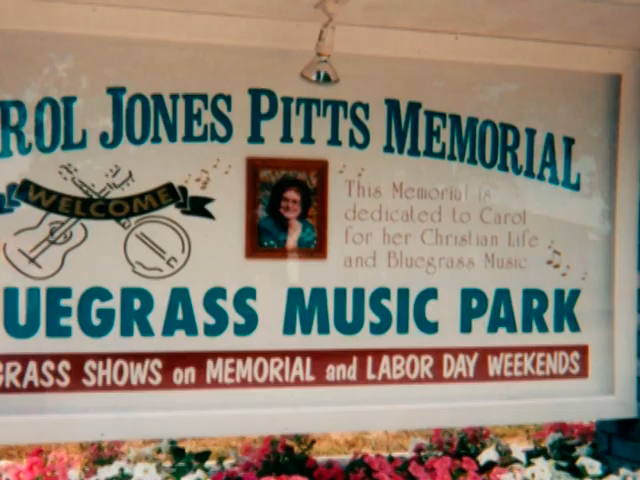 ROL JONES PITTS MEMORIAL
WELCOME
This Memorial is
dedicated to Carol
for her Christian Life
and Bluegrass Music
UEGRASS MUSIC PARK
GRASS SHOWS on MEMORIAL and LABOR DAY WEEKENDS